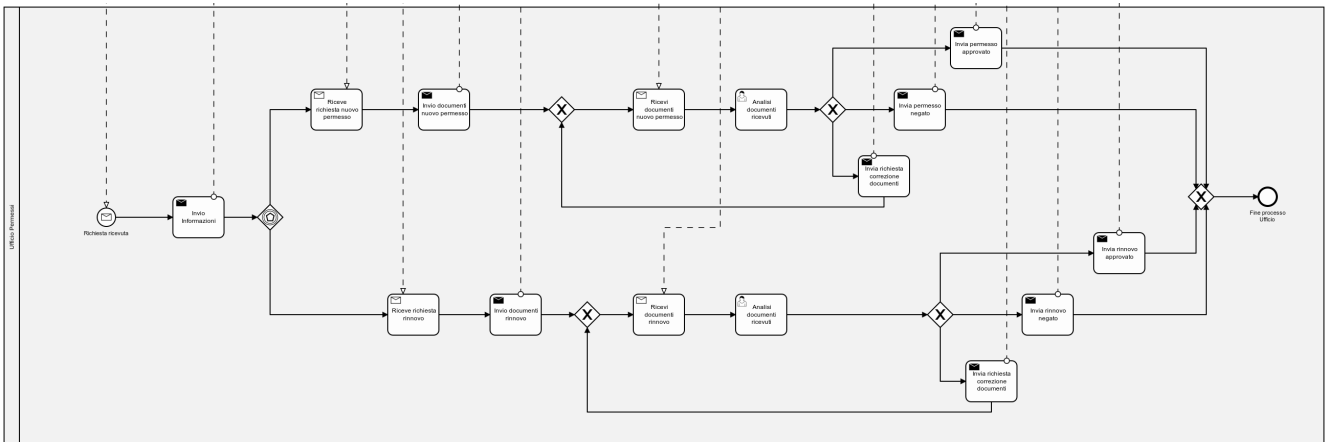 Ufficio Permessi
Richiesta ricevuta
Invio
Informazioni
Riceve
richiesta nuovo
permesso
Invio documenti
nuovo permesso
X
Ricevi
documenti
nuovo permesso
Analisi
documenti
ricevuti
X
Invia permesso
approvato
Invia permesso
negato
Invia richiesta
correzione
documenti
Riceve richiesta
rinnovo
Invio documenti
rinnovo
X
Ricevi
documenti
rinnovo
Analisi
documenti
ricevuti
X
Invia rinnovo
approvato
Invia rinnovo
negato
Invia richiesta
correzione
documenti
X
Fine processo
Ufficio